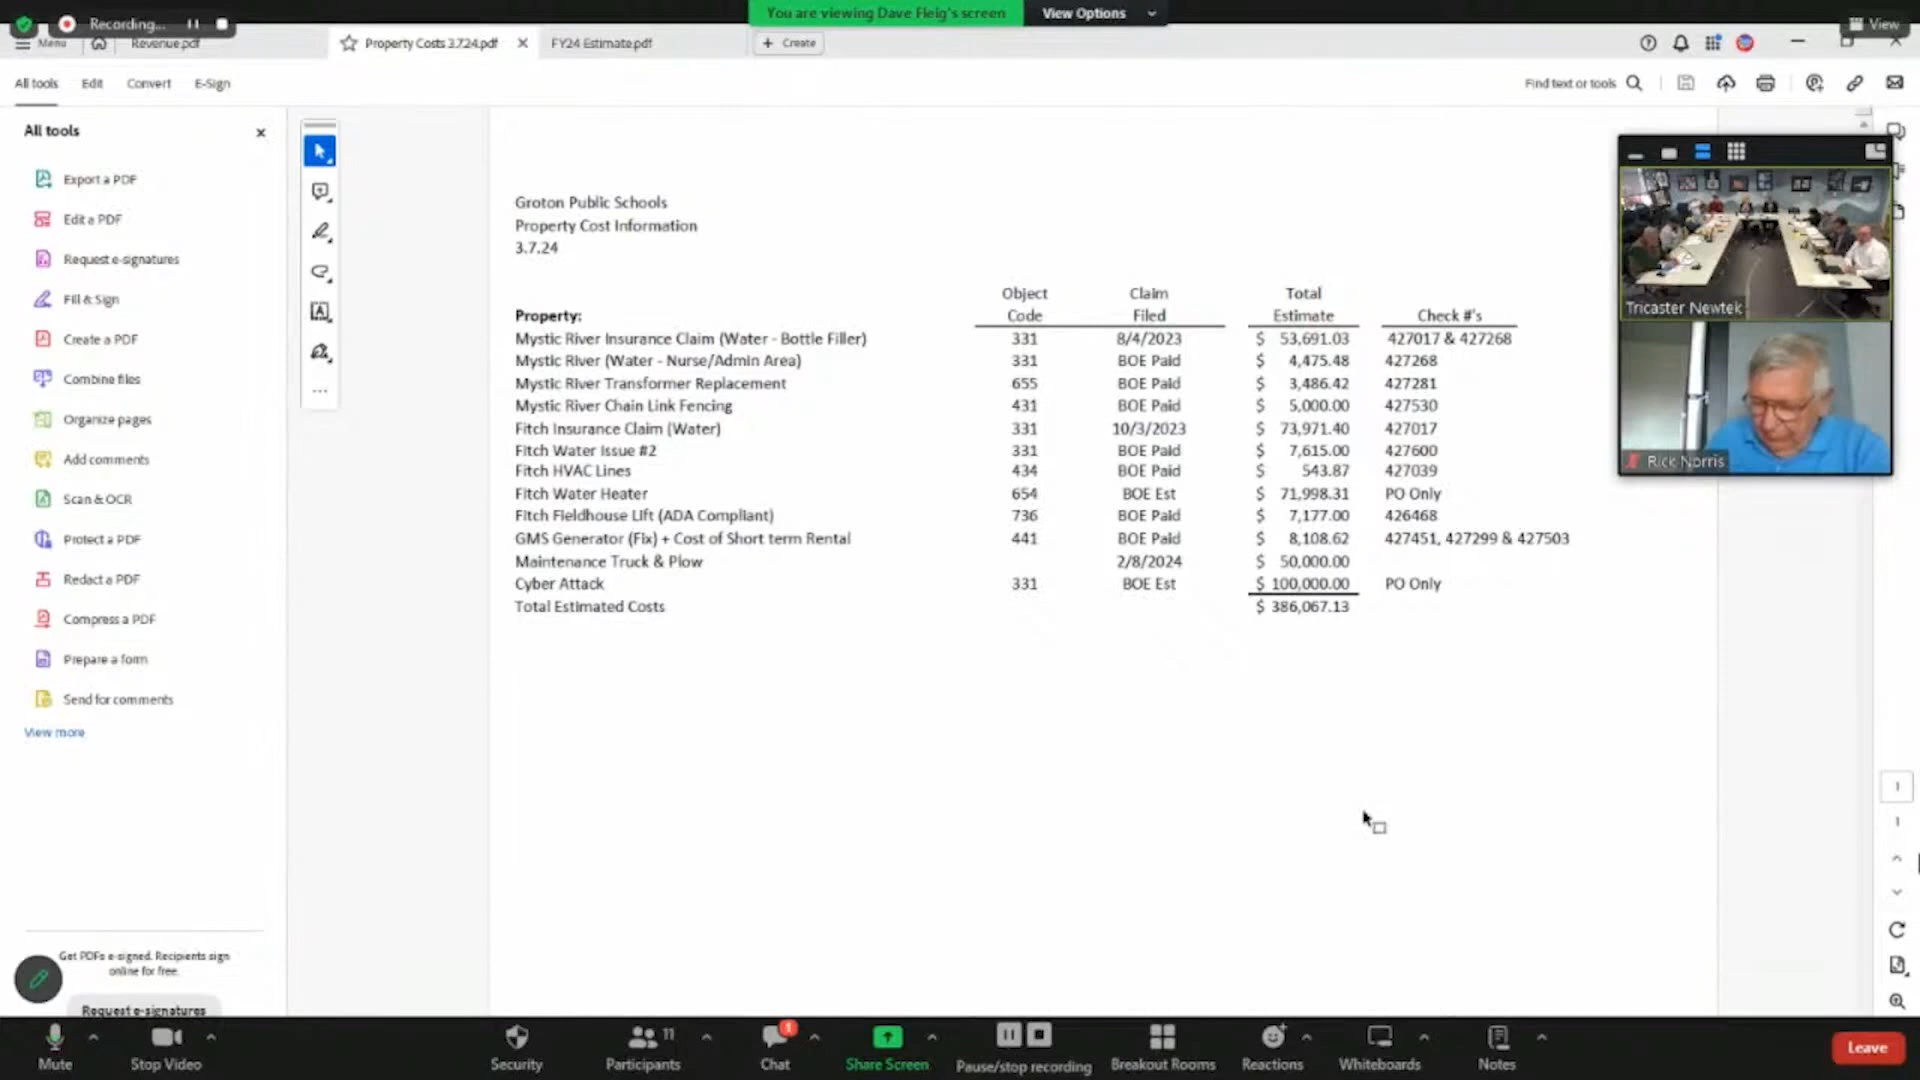 Recording...
You are viewing Dave Fleig's screen
View Options
View
Menu
Revenue.pdf
Property Costs 3.7.24.pdf
FY24 Estimate.pdf
+ Create
All tools Edit Convert E-Sign
Find text or tools
All tools
Export a PDF
Edit a PDF
Request e-signatures
Fill & Sign
Create a PDF
Combine files
Organize pages
Add comments
Scan & OCR
Protect a PDF
Redact a PDF
Compress a PDF
Prepare a form
Send for comments
View more
Get PDFs e-signed. Recipients sign
online for free.
Request e-signatures
Groton Public Schools
Property Cost Information
3.7.24
Object Claim Total
Property: Code Filed Estimate Check #'s
Mystic River Insurance Claim (Water - Bottle Filler) 331 8/4/2023 $ 53,691.03 427017 & 427268
Mystic River (Water - Nurse/Admin Area) 331 BOE Paid $ 4,475.48 427268
Mystic River Transformer Replacement 655 BOE Paid $ 3,486.42 427281
Mystic River Chain Link Fencing 431 BOE Paid $ 5,000.00 427530
Fitch Insurance Claim (Water) 331 10/3/2023 $ 73,971.40 427017
Fitch Water Issue #2 331 BOE Paid $ 7,615.00 427600
Fitch HVAC Lines 434 BOE Paid $ 543.87 427039
Fitch Water Heater 654 BOE Est $ 71,998.31 PO Only
Fitch Fieldhouse Lift (ADA Compliant) 736 BOE Paid $ 7,177.00 426468
GMS Generator (Fix) + Cost of Short term Rental 441 BOE Paid $ 8,108.62 427451, 427299 & 427503
Maintenance Truck & Plow 2/8/2024 $ 50,000.00
Cyber Attack 331 BOE Est $ 100,000.00 PO Only
Total Estimated Costs $ 386,067.13
Tricaster Newtek
Rick Norris
1
1
Mute
Stop Video
Security
11
Participants
1
Chat
Share Screen
Pause/stop recording
Breakout Rooms
Reactions
Whiteboards
Notes
Leave